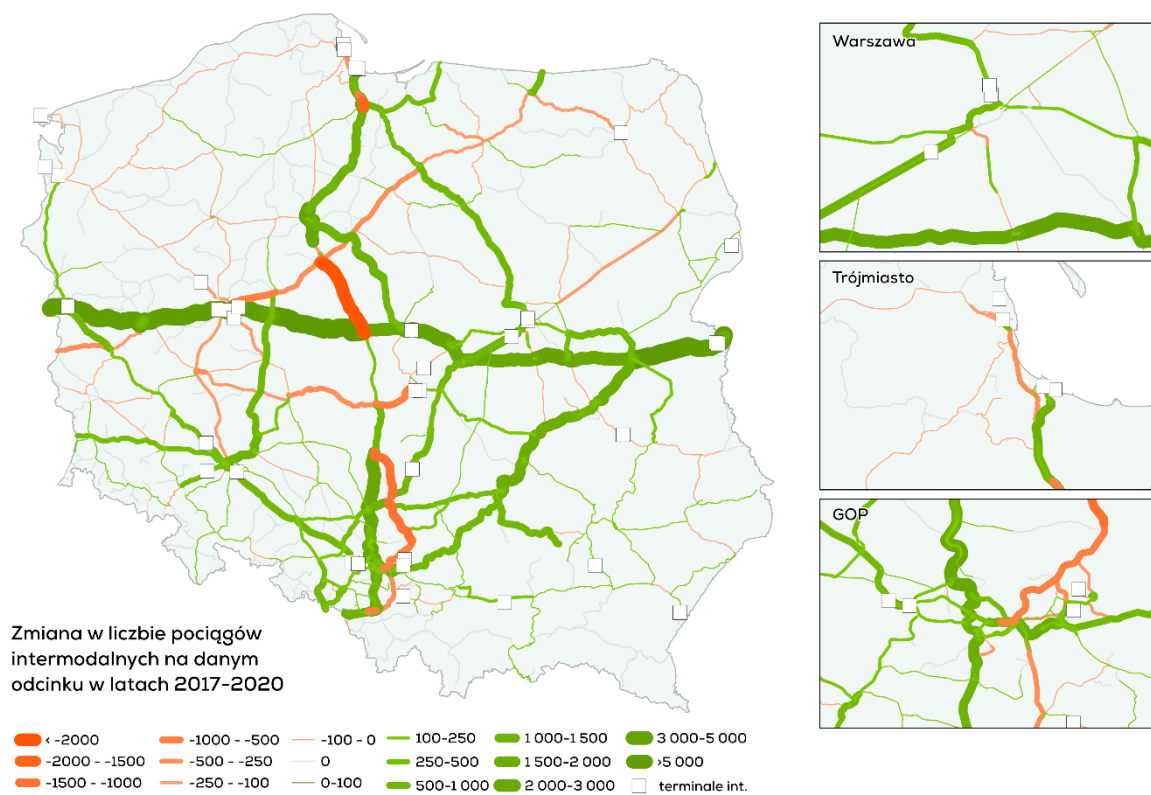 Warszawa
Trójmiasto
GOP
Zmiana w liczbie pociągów
intermodalnych na danym
odcinku w latach 2017-2020
< -2000
-2000 - -1500
-1500 - -1000
-1000 - -500
-500 - -250
-250 - -100
-100 - 0
0
0-100
100-250
250-500
500-1 000
1 000-1 500
1 500-2 000
2 000-3 000
3 000-5 000
>5 000
terminale int.